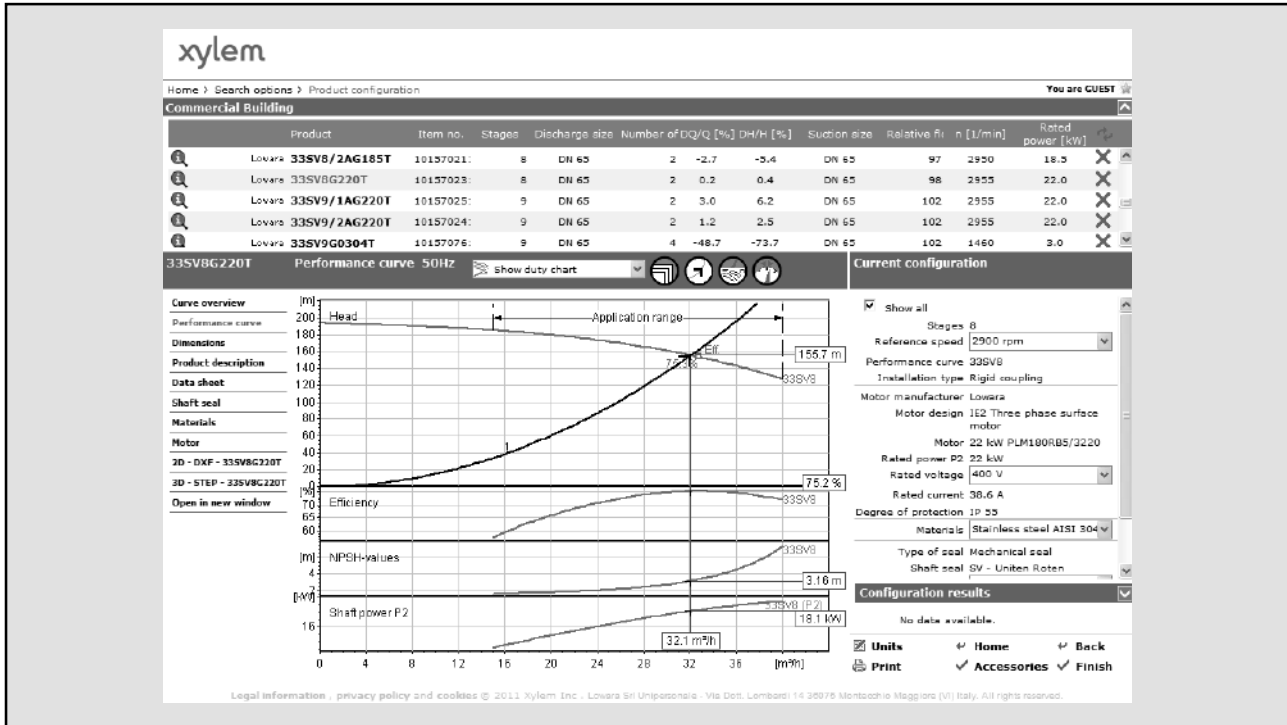 xylem
Home > Search options > Product configuration You are GUEST
Commercial Building
Product Item no. Stages Discharge size Number of DQ/Q [%] DH/H [%] Suction size Relative fl n [1/min] Rated power [kW]
Lowara 33SV8/2AG185T 10157021: 8 DN 65 2 -2.7 -5.4 DN 65 97 2950 18.5
Lowara 33SV8G220T 10157023: 8 DN 65 2 0.2 0.4 DN 65 98 2955 22.0
Lowara 33SV9/1AG220T 10157025: 9 DN 65 2 3.0 6.2 DN 65 102 2955 22.0
Lowara 33SV9/2AG220T 10157024: 9 DN 65 2 1.2 2.5 DN 65 102 2955 22.0
Lowara 33SV9G0304T 10157076: 9 DN 65 4 -48.7 -73.7 DN 65 102 1460 3.0
33SV8G220T Performance curve 50Hz Show duty chart Current configuration
Curve overview
Performance curve
Dimensions
Product description
Data sheet
Shaft seal
Materials
Motor
2D - DXF - 33SV8G220T
3D - STEP - 33SV8G220T
Open in new window
[m]
Head
Application range
200
180
160
140
120
100
80
60
40
20
0
Eff.
155.7 m
33SV8
1
75.2 %
[%]
Efficiency
70
65
60
33SV8
[m]
NPSH-values
4
33SV8
3.16 m
[kW]
Shaft power P2
16
33SV8 (P2)
18.1 kW
32.1 m³/h
0 4 8 12 16 20 24 28 32 36 [m³/h]
Show all
Stages 8
Reference speed 2900 rpm
Performance curve 33SV8
Installation type Rigid coupling
Motor manufacturer Lowara
Motor design IE2 Three phase surface
motor
Motor 22 kW PLM180RB5/3220
Rated power P2 22 kW
Rated voltage 400 V
Rated current 38.6 A
Degree of protection IP 55
Materials Stainless steel AISI 304
Type of seal Mechanical seal
Shaft seal SV - Uniten Roten
Configuration results
No data available.
Units Home Back
Print Accessories Finish
Legal information , privacy policy and cookies © 2011 Xylem Inc . Lowara Srl Unipersonale - Via Dott. Lombardi 14 36075 Montecchio Maggiore (VI) Italy. All rights reserved.